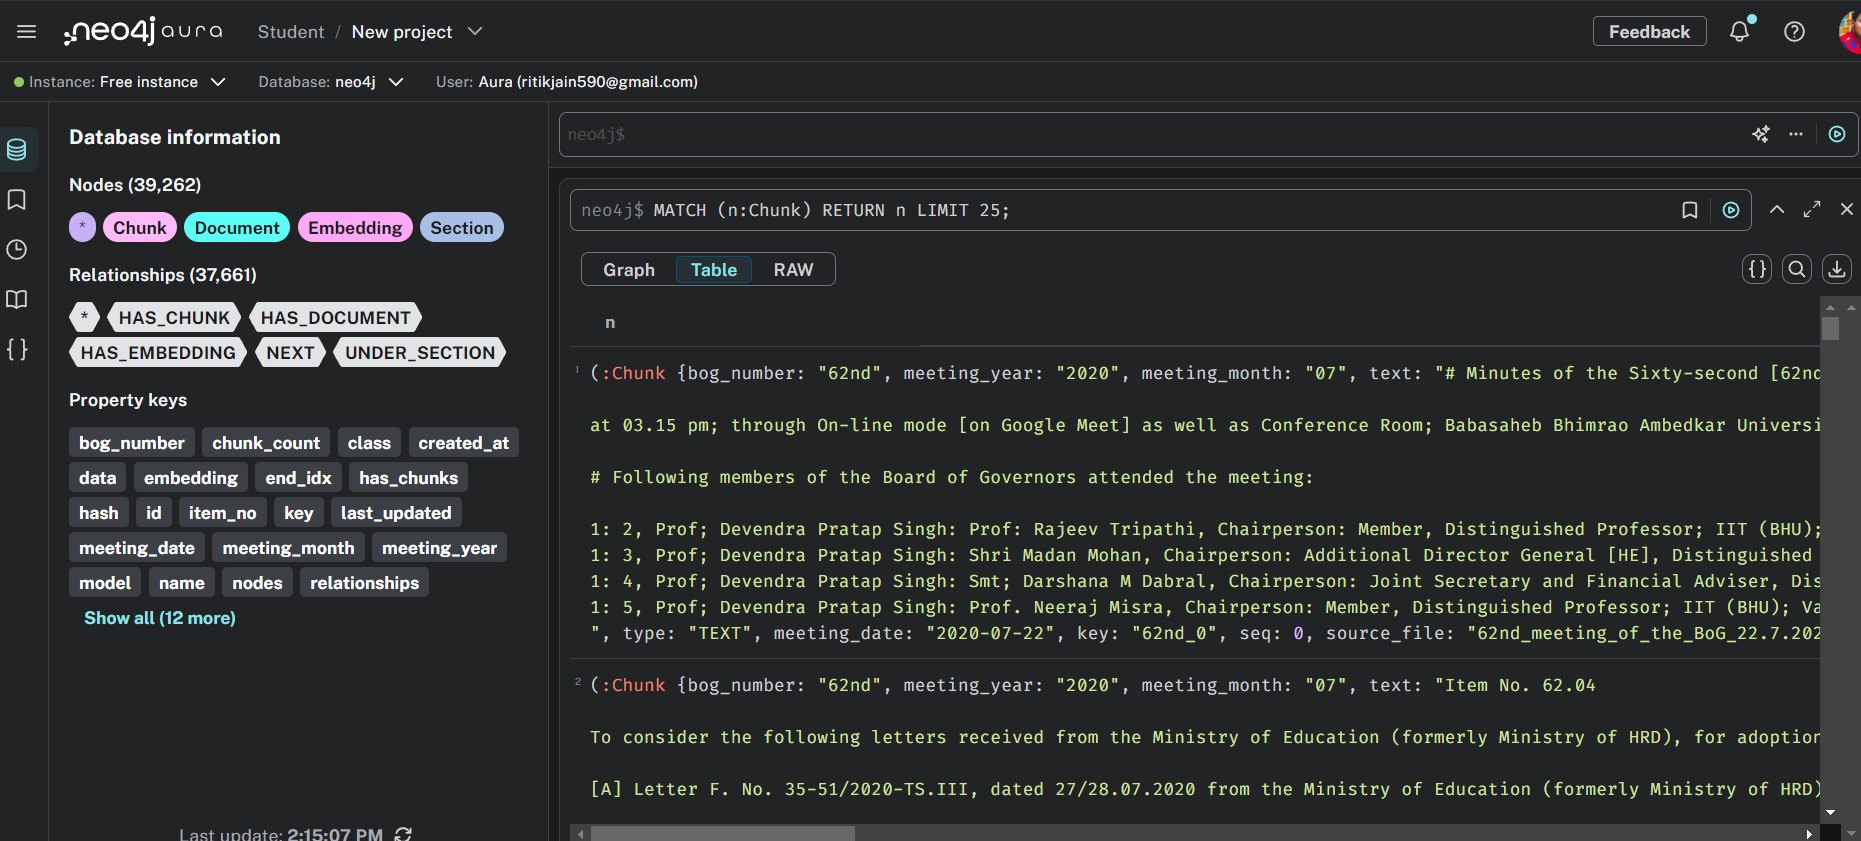 neo4j aura Student / New project Feedback
Instance: Free instance Database: neo4j User: Aura (ritikjain590@gmail.com)
Database information
Nodes (39,262)
* Chunk Document Embedding Section
Relationships (37,661)
* HAS_CHUNK HAS_DOCUMENT
HAS_EMBEDDING NEXT UNDER_SECTION
Property keys
bog_number chunk_count class created_at
data embedding end_idx has_chunks
hash id item_no key last_updated
meeting_date meeting_month meeting_year
model name nodes relationships
Show all (12 more)
Last update: 2:15:07 PM
neo4j$
neo4j$ MATCH (n:Chunk) RETURN n LIMIT 25;
Graph Table RAW
n
1 (:Chunk {bog_number: "62nd", meeting_year: "2020", meeting_month: "07", text: "# Minutes of the Sixty-second [62nd
at 03.15 pm; through On-line mode [on Google Meet] as well as Conference Room; Babasaheb Bhimrao Ambedkar Universi
# Following members of the Board of Governors attended the meeting:
1: 2, Prof; Devendra Pratap Singh: Prof: Rajeev Tripathi, Chairperson: Member, Distinguished Professor; IIT (BHU);
1: 3, Prof; Devendra Pratap Singh: Shri Madan Mohan, Chairperson: Additional Director General [HE], Distinguished
1: 4, Prof; Devendra Pratap Singh: Smt; Darshana M Dabral, Chairperson: Joint Secretary and Financial Adviser, Dis
1: 5, Prof; Devendra Pratap Singh: Prof. Neeraj Misra, Chairperson: Member, Distinguished Professor; IIT (BHU); Va
", type: "TEXT", meeting_date: "2020-07-22", key: "62nd_0", seq: 0, source_file: "62nd_meeting_of_the_BoG_22.7.202
2 (:Chunk {bog_number: "62nd", meeting_year: "2020", meeting_month: "07", text: "Item No. 62.04
To consider the following letters received from the Ministry of Education (formerly Ministry of HRD), for adoption
[A] Letter F. No. 35-51/2020-TS.III, dated 27/28.07.2020 from the Ministry of Education (formerly Ministry of HRD)